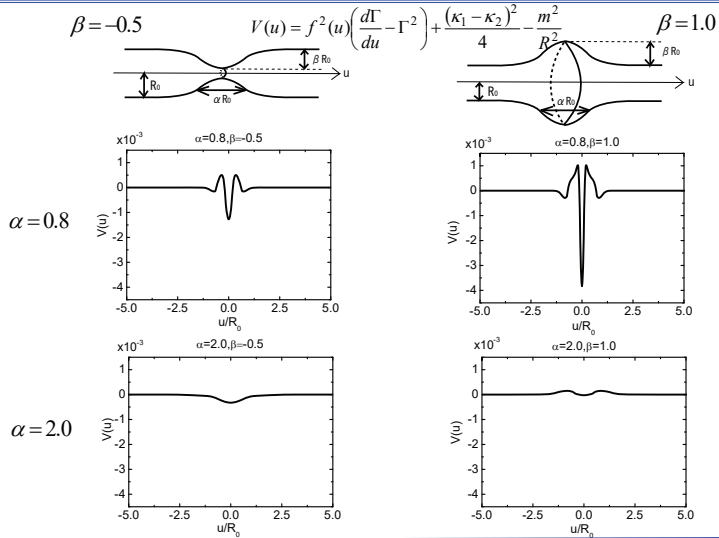 β=-0.5
V(u) = f²(u)(dΓ/du - Γ²) + (κ₁ - κ₂)²/4 - m²/R²
β=1.0
β R₀
R₀
α R₀
u
β R₀
R₀
α R₀
u
x10⁻³
α=0.8,β=-0.5
1
0
-1
-2
-3
-4
V(u)
-5.0
-2.5
0.0
2.5
5.0
u/R₀
x10⁻³
α=0.8,β=1.0
1
0
-1
-2
-3
-4
V(u)
-5.0
-2.5
0.0
2.5
5.0
u/R₀
α=0.8
x10⁻³
α=2.0,β=-0.5
1
0
-1
-2
-3
-4
V(u)
-5.0
-2.5
0.0
2.5
5.0
u/R₀
x10⁻³
α=2.0,β=1.0
1
0
-1
-2
-3
-4
V(u)
-5.0
-2.5
0.0
2.5
5.0
u/R₀
α=2.0